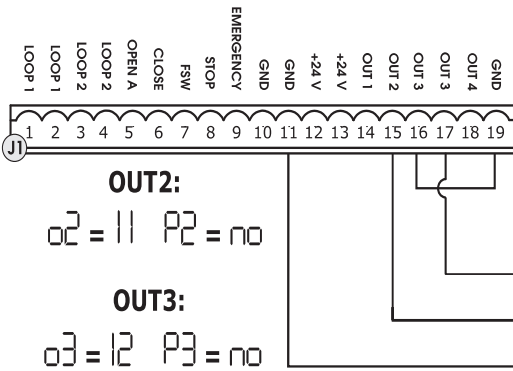 LOOP 1
LOOP 1
LOOP 2
LOOP 2
OPEN A
CLOSE
FSW
STOP
EMERGENCY
GND
GND
+24 V
+24 V
OUT 1
OUT 2
OUT 3
OUT 3
OUT 4
GND
1 2 3 4 5 6 7 8 9 10 11 12 13 14 15 16 17 18 19
J1
OUT2:
o2 = 11 P2 = no
OUT3:
o3 = 12 P3 = no